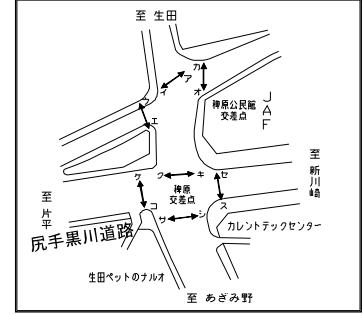 至 生田
カ
ア
イ
オ
ウ
エ
稗原公民館
交差点
JAF
至 新川崎
ケ
ク
キ
セ
稗原
交差点
コ
サ
シ
ス
至 片平
尻手黒川道路
カレントテックセンター
生田ペットのナルオ
至 あざみ野